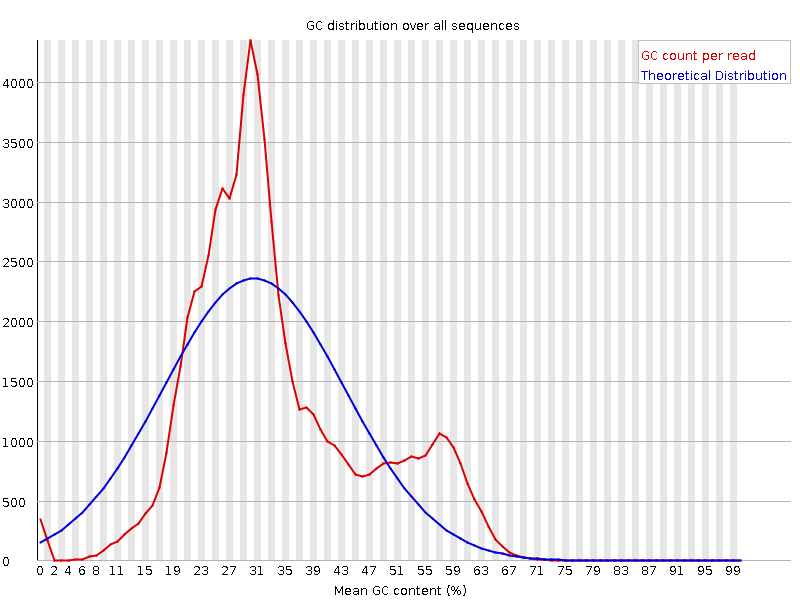 GC distribution over all sequences
GC count per read
Theoretical Distribution
4000
3500
3000
2500
2000
1500
1000
500
0
0 2 4 6 8 11 15 19 23 27 31 35 39 43 47 51 55 59 63 67 71 75 79 83 87 91 95 99
Mean GC content (%)